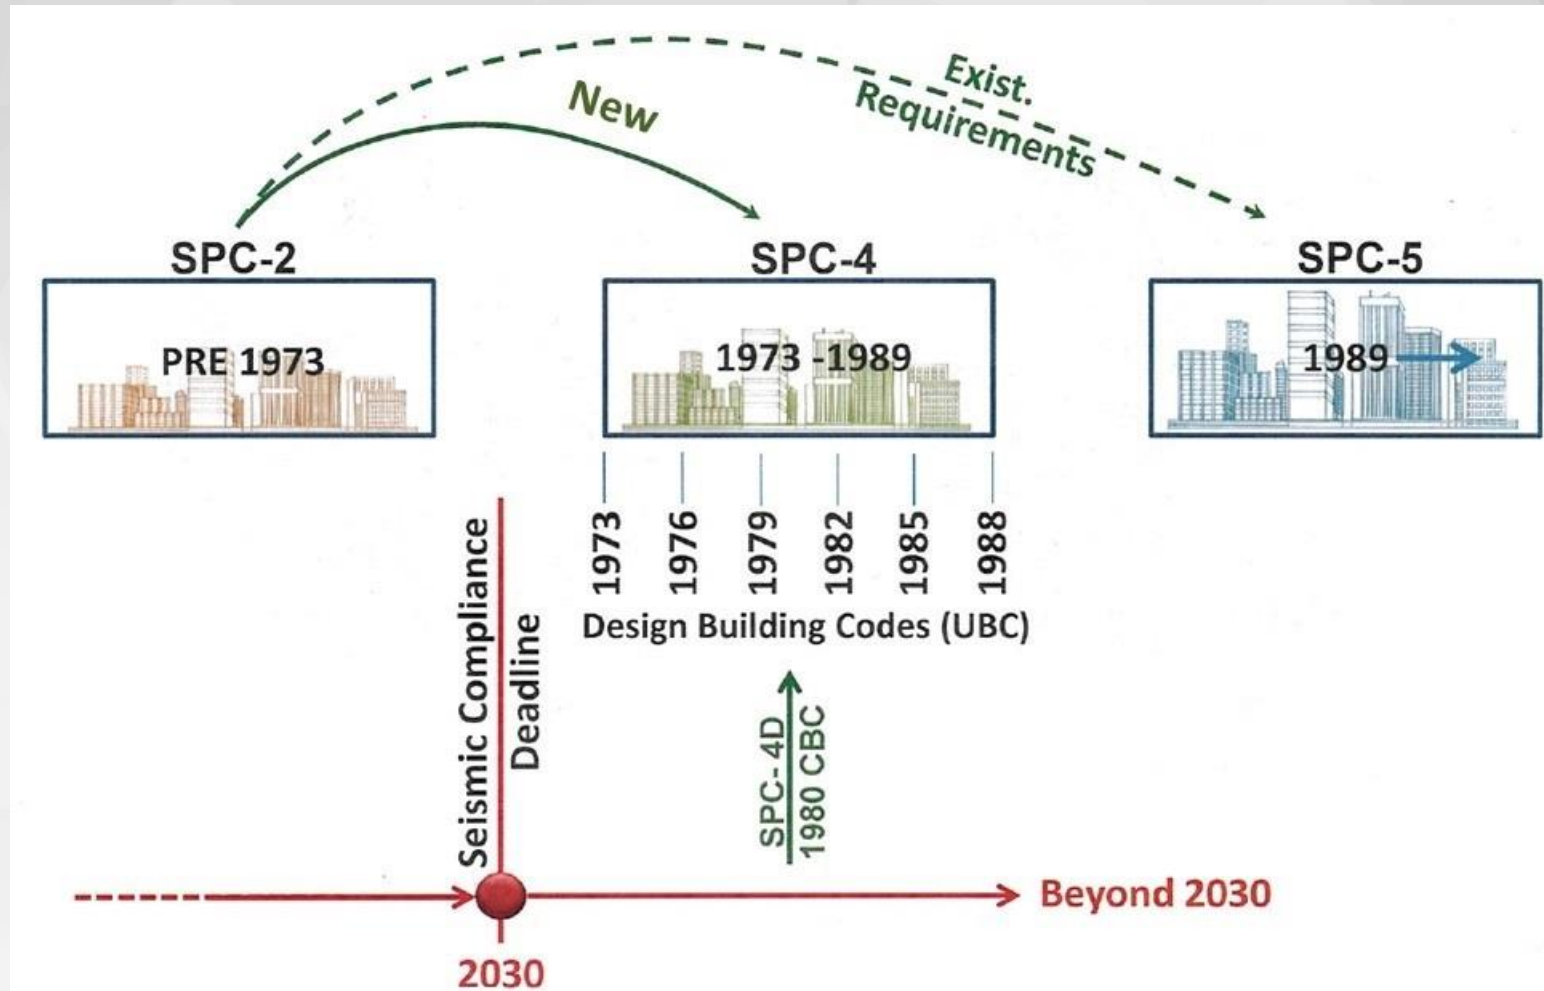 Exist.
Requirements
New
SPC-2
SPC-4
SPC-5
PRE 1973
1973 -1989
1989
1973
1976
1979
1982
1985
1988
Design Building Codes (UBC)
Seismic Compliance
Deadline
SPC- 4D
1980 CBC
Beyond 2030
2030